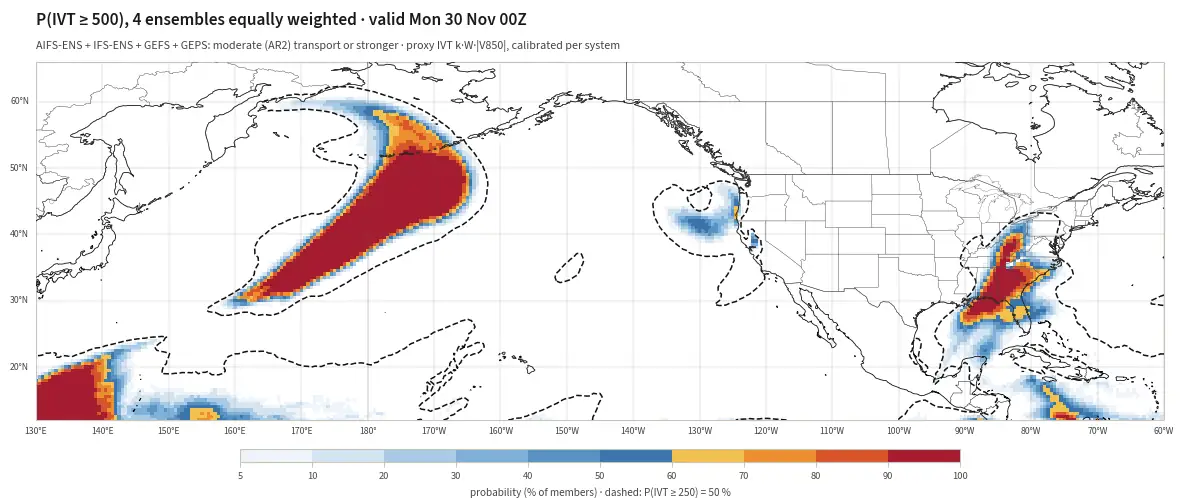 P(IVT ≥ 500), 4 ensembles equally weighted · valid Mon 30 Nov 00Z
AIFS-ENS + IFS-ENS + GEFS + GEPS: moderate (AR2) transport or stronger · proxy IVT k·W·|V850|, calibrated per system
60°N
50°N
40°N
30°N
20°N
130°E 140°E 150°E 160°E 170°E 180° 170°W 160°W 150°W 140°W 130°W 120°W 110°W 100°W 90°W 80°W 70°W 60°W
5 10 20 30 40 50 60 70 80 90 100
probability (% of members) · dashed: P(IVT ≥ 250) = 50 %